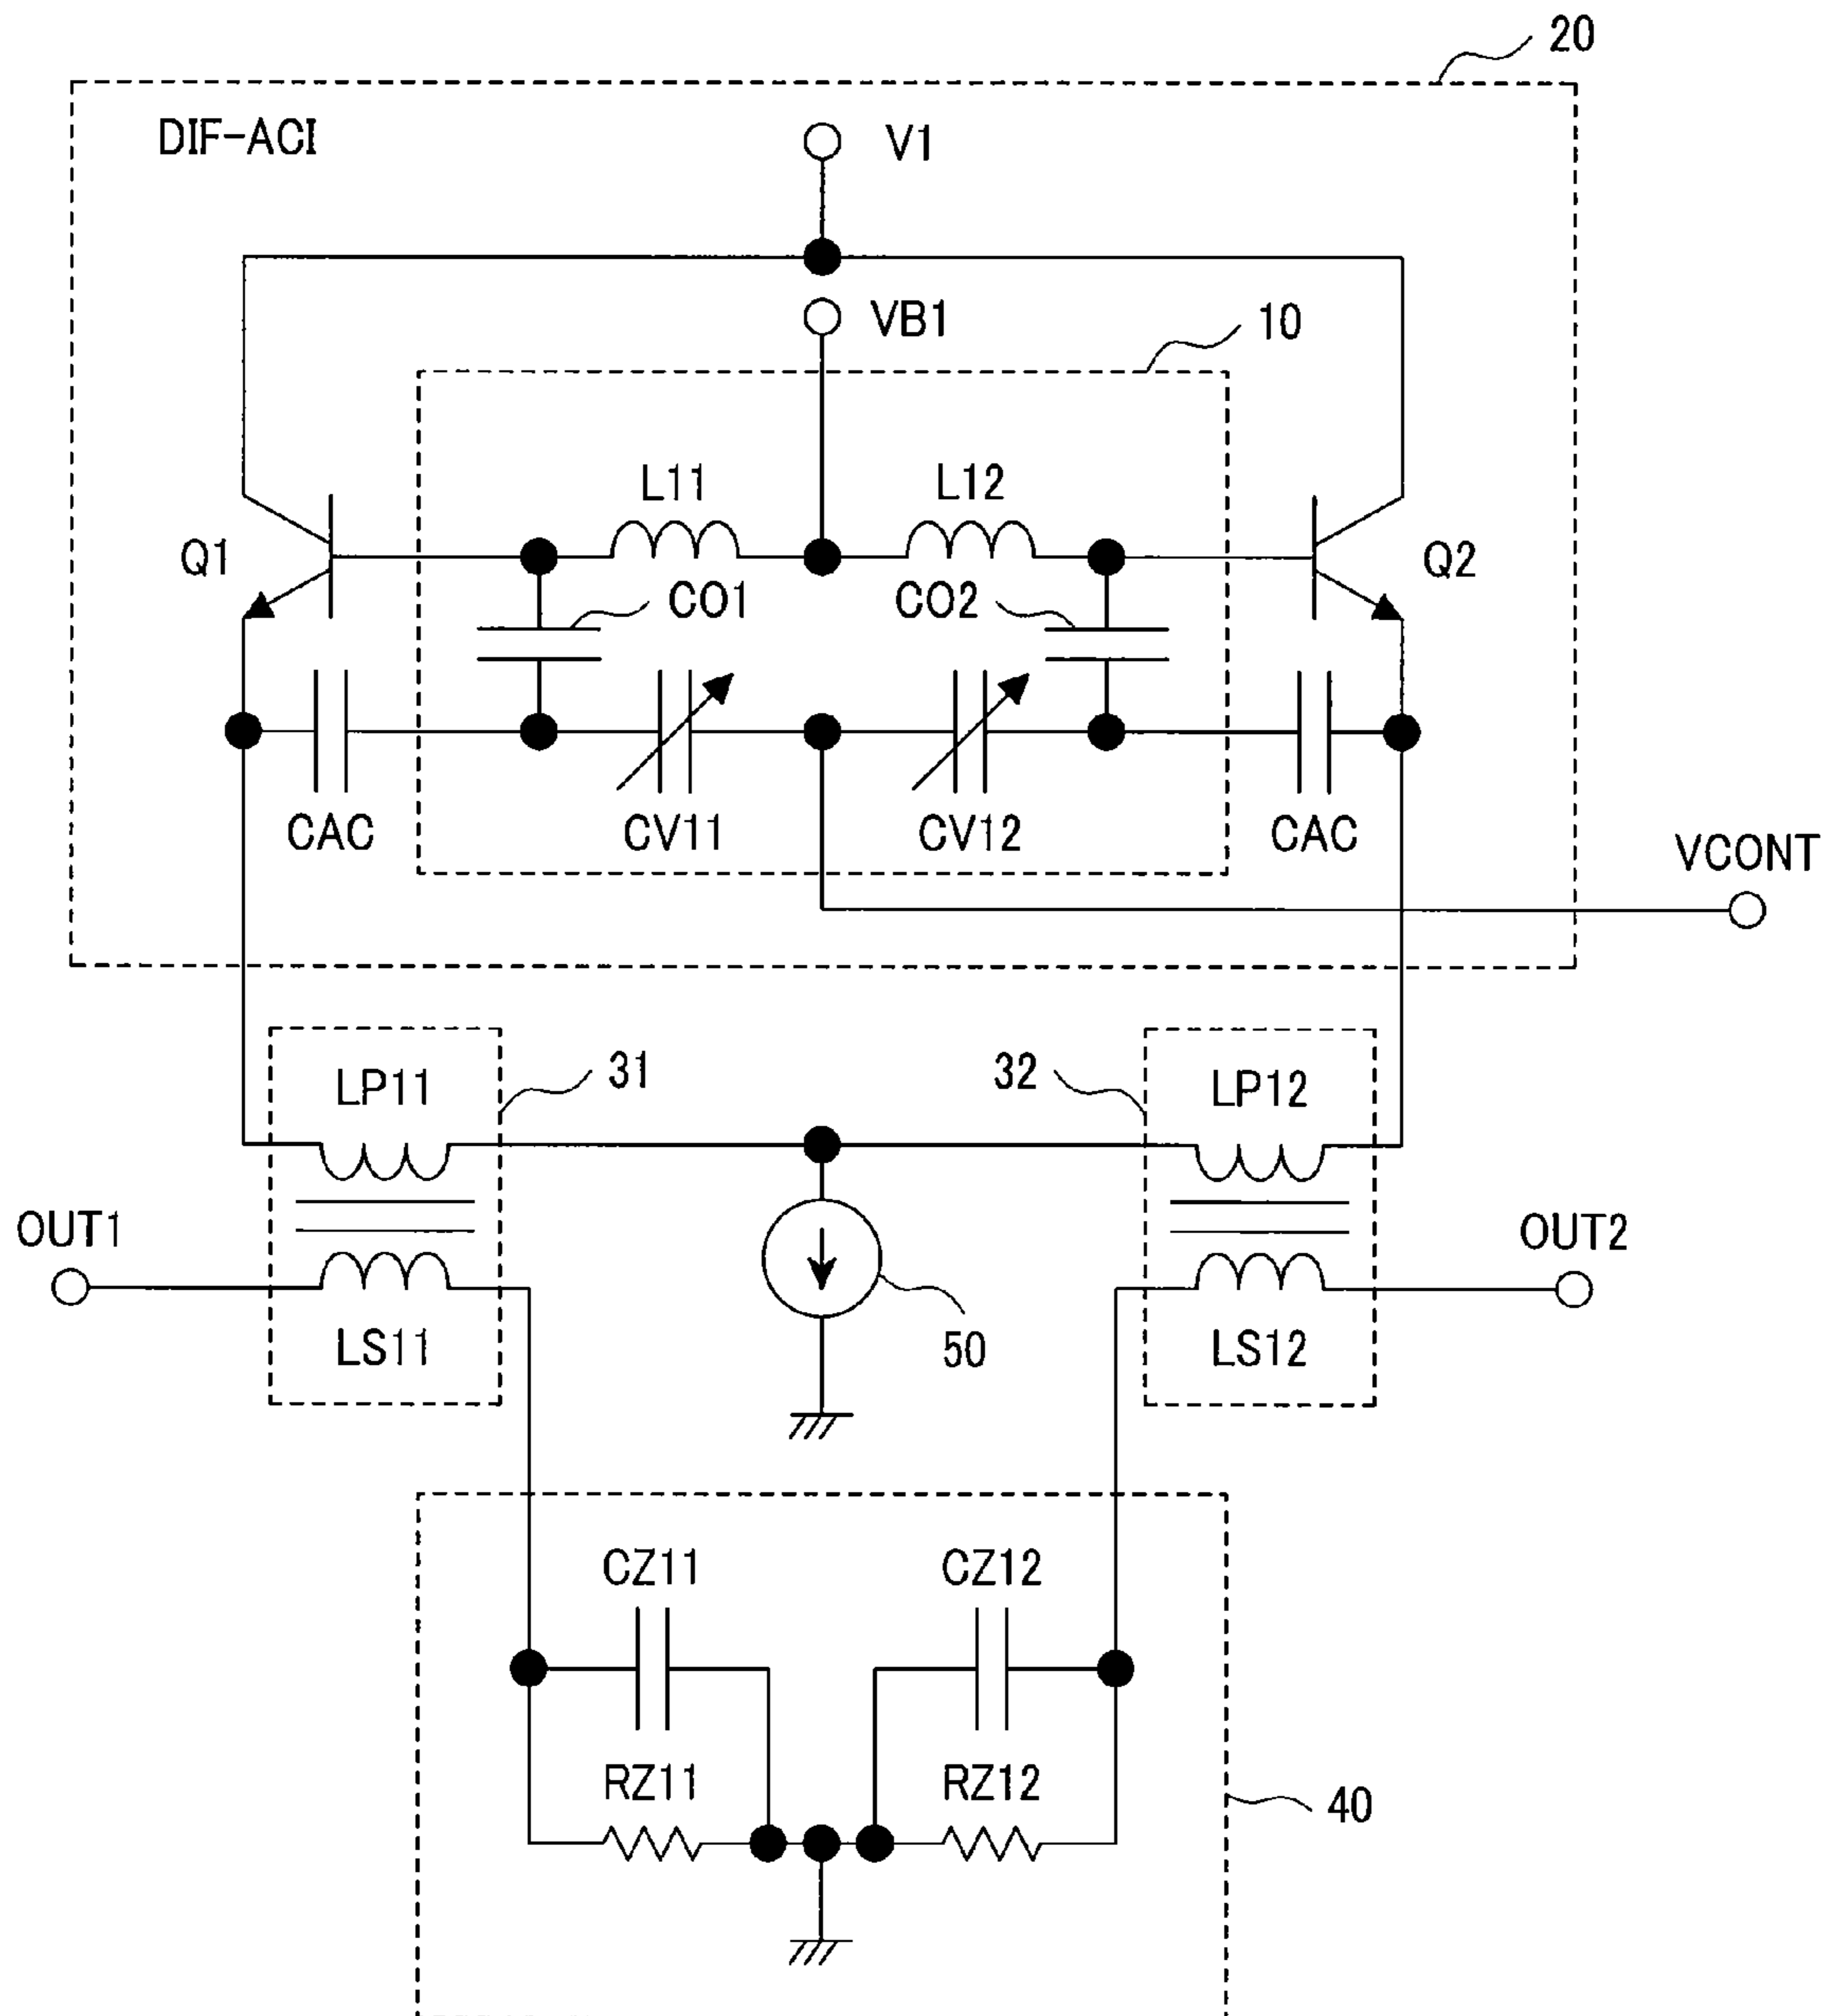 20
DIF-ACI
V1
VB1
10
L11
L12
Q1
Q2
CO1
CO2
CAC
CV11
CV12
CAC
VCONT
LP11
31
32
LP12
OUT1
OUT2
LS11
50
LS12
CZ11
CZ12
RZ11
RZ12
40